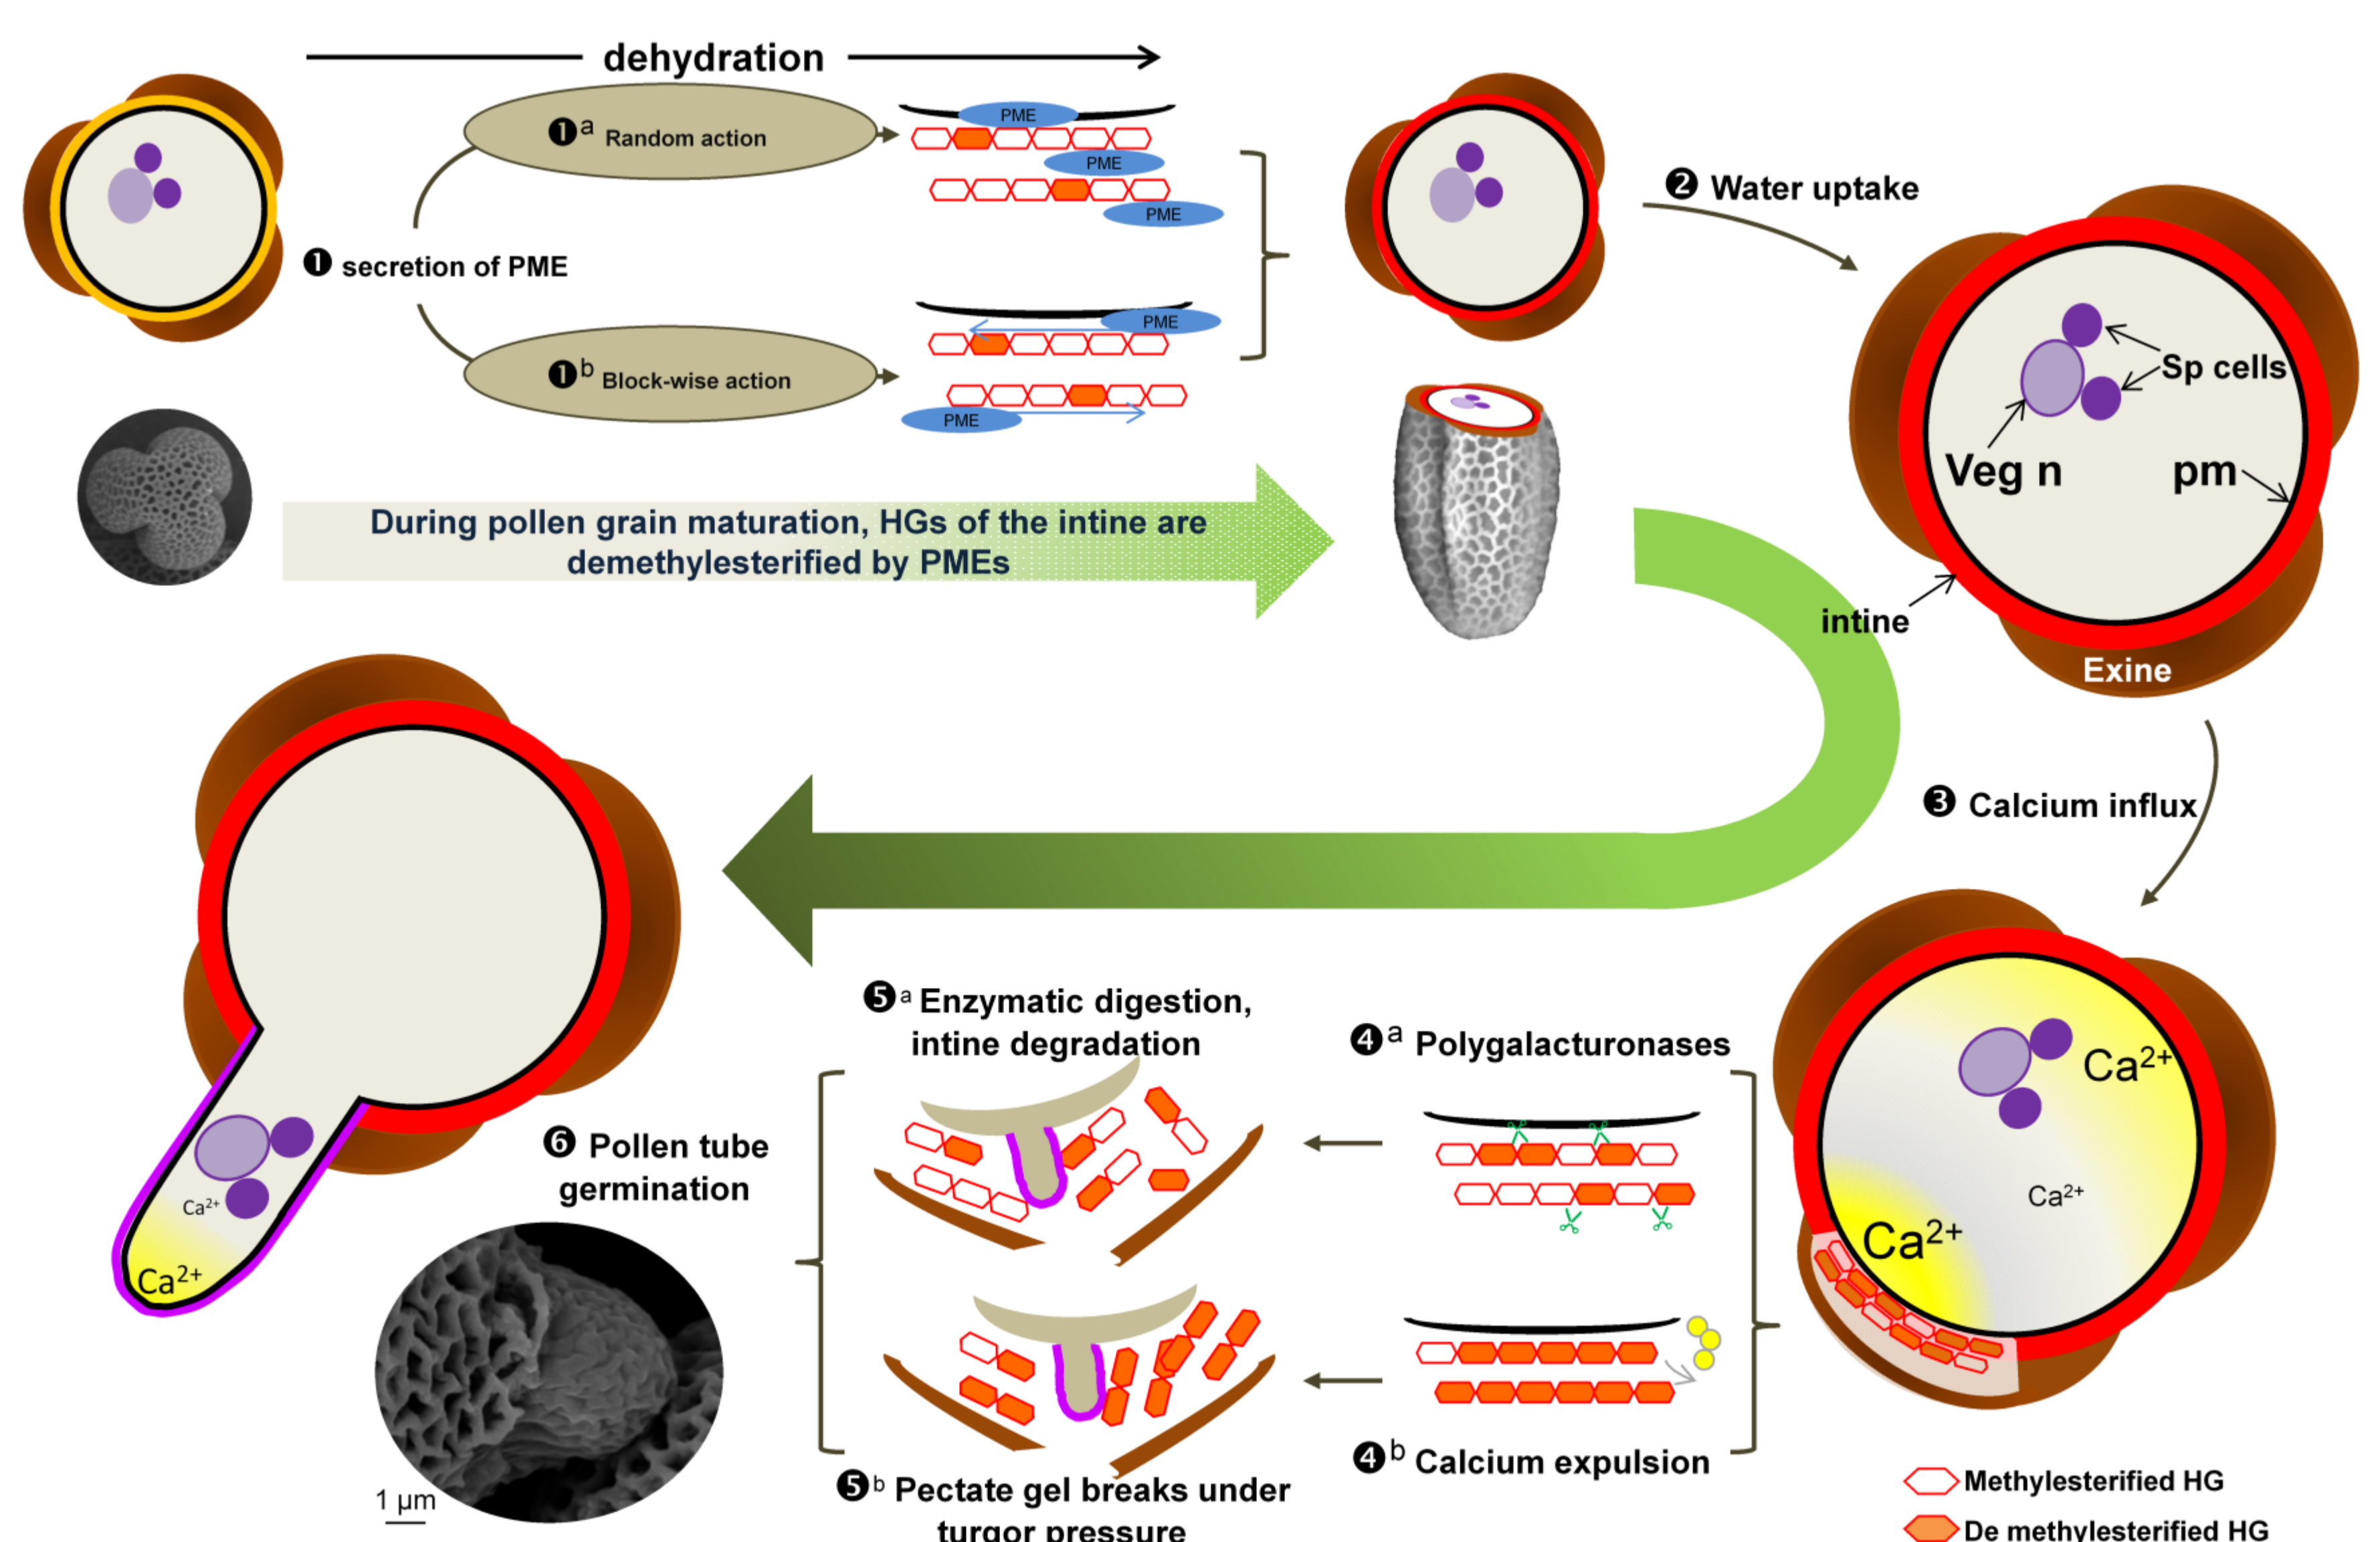 dehydration
❶a Random action
PME
PME
PME
❶ secretion of PME
❶b Block-wise action
PME
PME
During pollen grain maturation, HGs of the intine are
demethylesterified by PMEs
❷ Water uptake
Sp cells
Veg n
pm
intine
Exine
❸ Calcium influx
Ca2+
Ca2+
Ca2+
❹a Polygalacturonases
❹b Calcium expulsion
❺a Enzymatic digestion,
intine degradation
❺b Pectate gel breaks under
turgor pressure
❻ Pollen tube
germination
Ca2+
Ca2+
1 µm
Methylesterified HG
De methylesterified HG